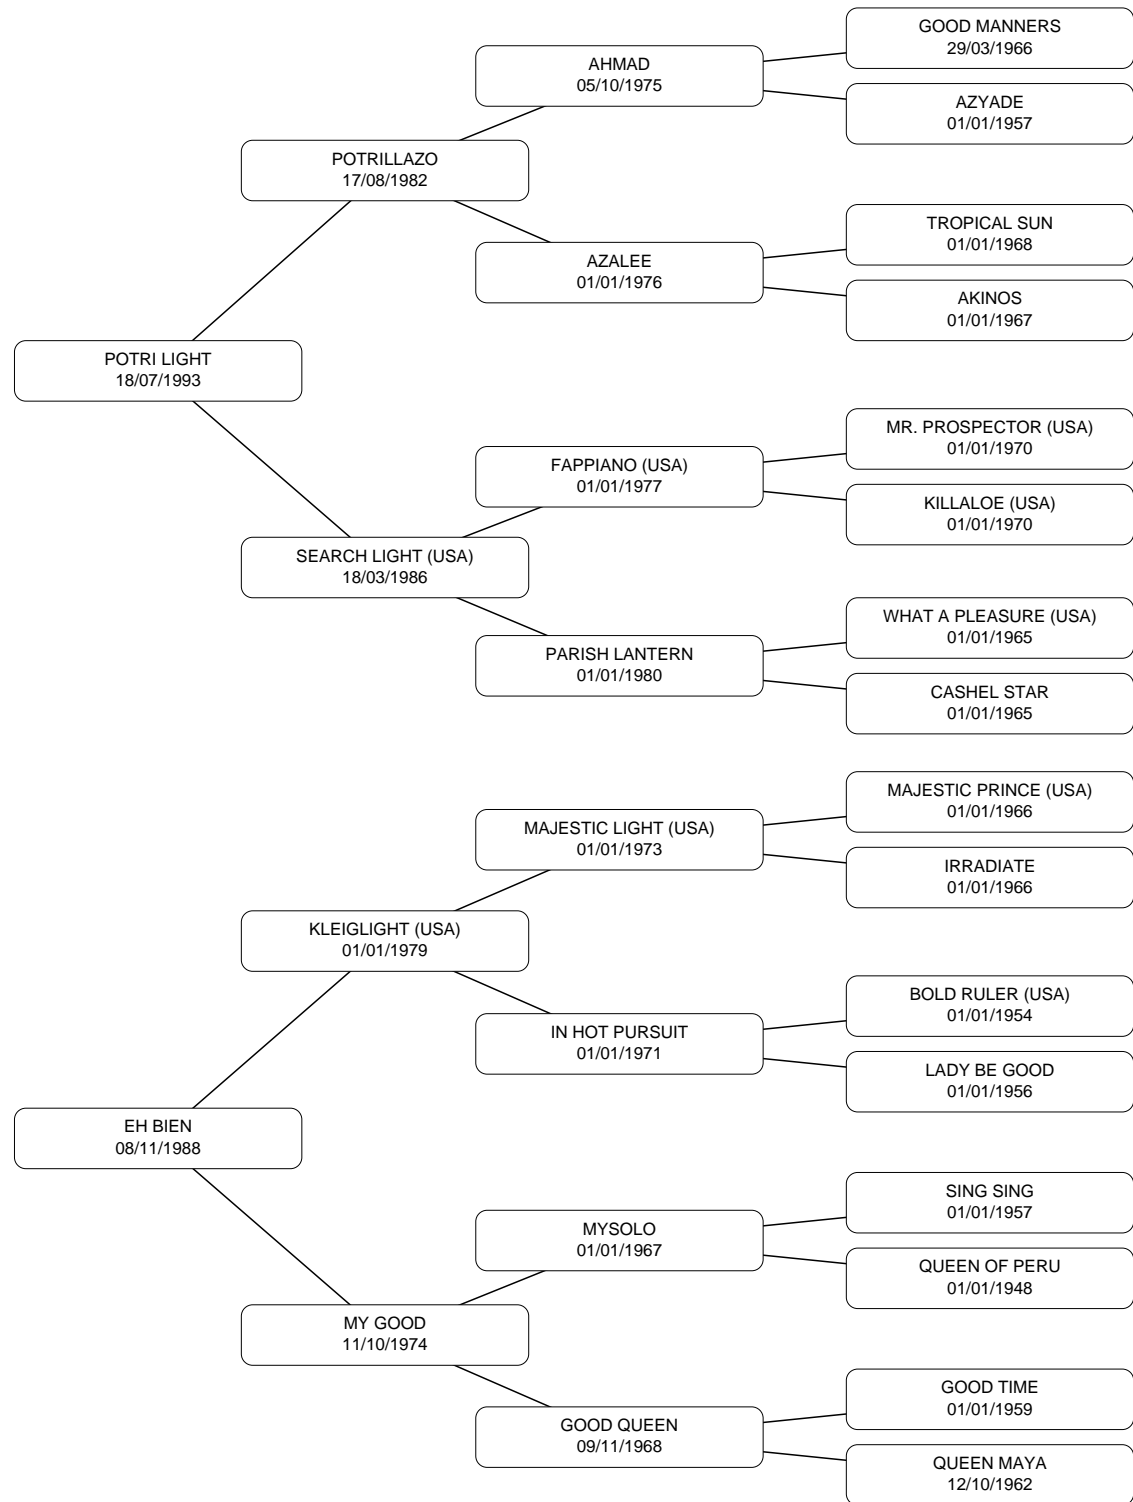 GOOD MANNERS
29/03/1966
AHMAD
05/10/1975
AZYADE
01/01/1957
POTRILLAZO
17/08/1982
TROPICAL SUN
01/01/1968
AZALEE
01/01/1976
AKINOS
01/01/1967
POTRI LIGHT
18/07/1993
MR. PROSPECTOR (USA)
01/01/1970
FAPPIANO (USA)
01/01/1977
KILLALOE (USA)
01/01/1970
SEARCH LIGHT (USA)
18/03/1986
WHAT A PLEASURE (USA)
01/01/1965
PARISH LANTERN
01/01/1980
CASHEL STAR
01/01/1965
MAJESTIC PRINCE (USA)
01/01/1966
MAJESTIC LIGHT (USA)
01/01/1973
IRRADIATE
01/01/1966
KLEIGLIGHT (USA)
01/01/1979
BOLD RULER (USA)
01/01/1954
IN HOT PURSUIT
01/01/1971
LADY BE GOOD
01/01/1956
EH BIEN
08/11/1988
SING SING
01/01/1957
MYSOLO
01/01/1967
QUEEN OF PERU
01/01/1948
MY GOOD
11/10/1974
GOOD TIME
01/01/1959
GOOD QUEEN
09/11/1968
QUEEN MAYA
12/10/1962